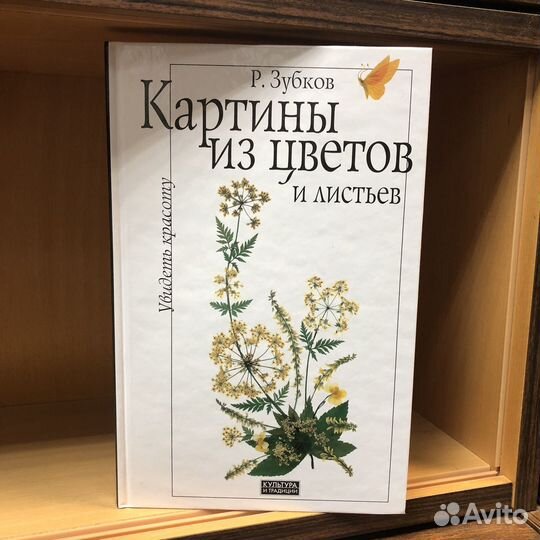 Р. Зубков
Картины
из цветов
и листьев
Увидеть красоту
КУЛЬТУРА
И ТРАДИЦИИ
Avito